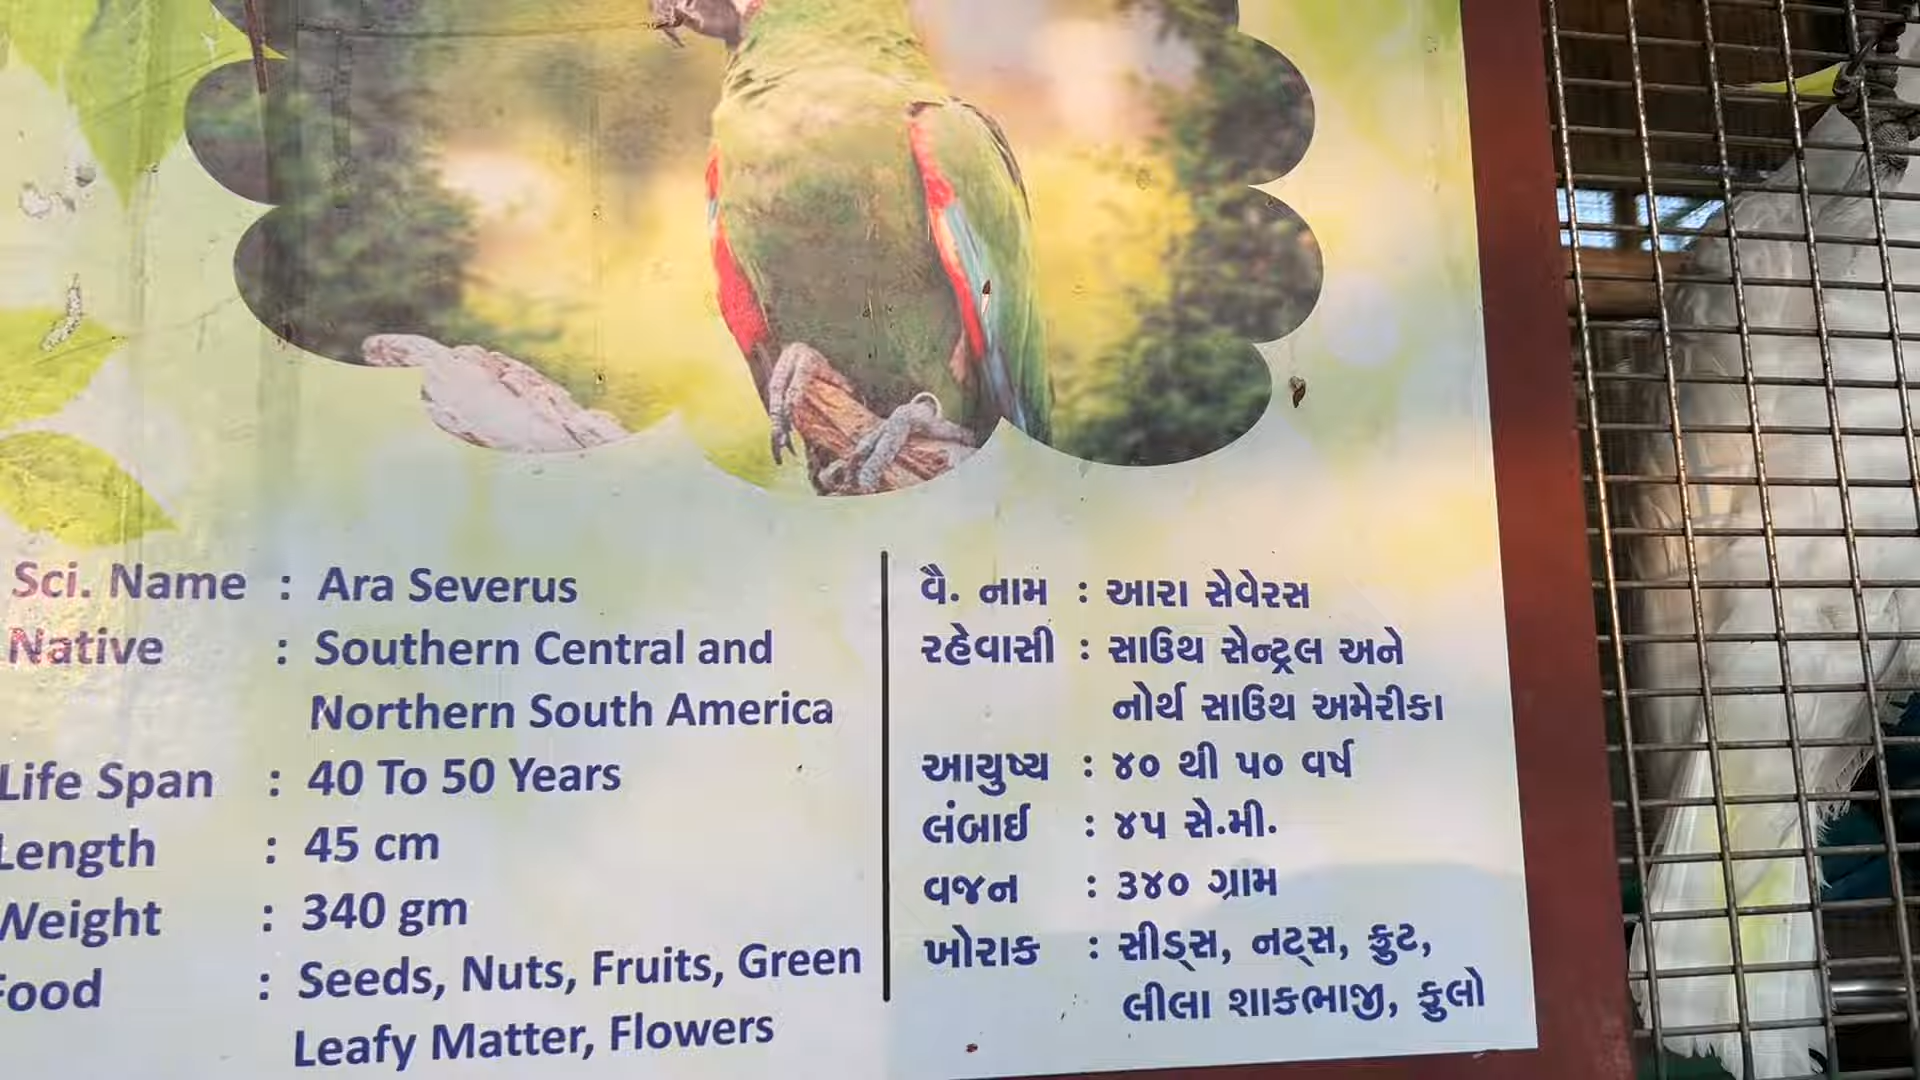 Sci. Name : Ara Severus
Native : Southern Central and
Northern South America
Life Span : 40 To 50 Years
Length : 45 cm
Weight : 340 gm
Food : Seeds, Nuts, Fruits, Green
Leafy Matter, Flowers
વૈ. નામ : આરા સેવેરસ
રહેવાસી : સાઉથ સેન્ટ્રલ અને
નોર્થ સાઉથ અમેરીકા
આયુષ્ય : ૪૦ થી ૫૦ વર્ષ
લંબાઈ : ૪૫ સે.મી.
વજન : ૩૪૦ ગ્રામ
ખોરાક : સીડ્સ, નટ્સ, ફ્રુટ,
લીલા શાકભાજી, ફુલો